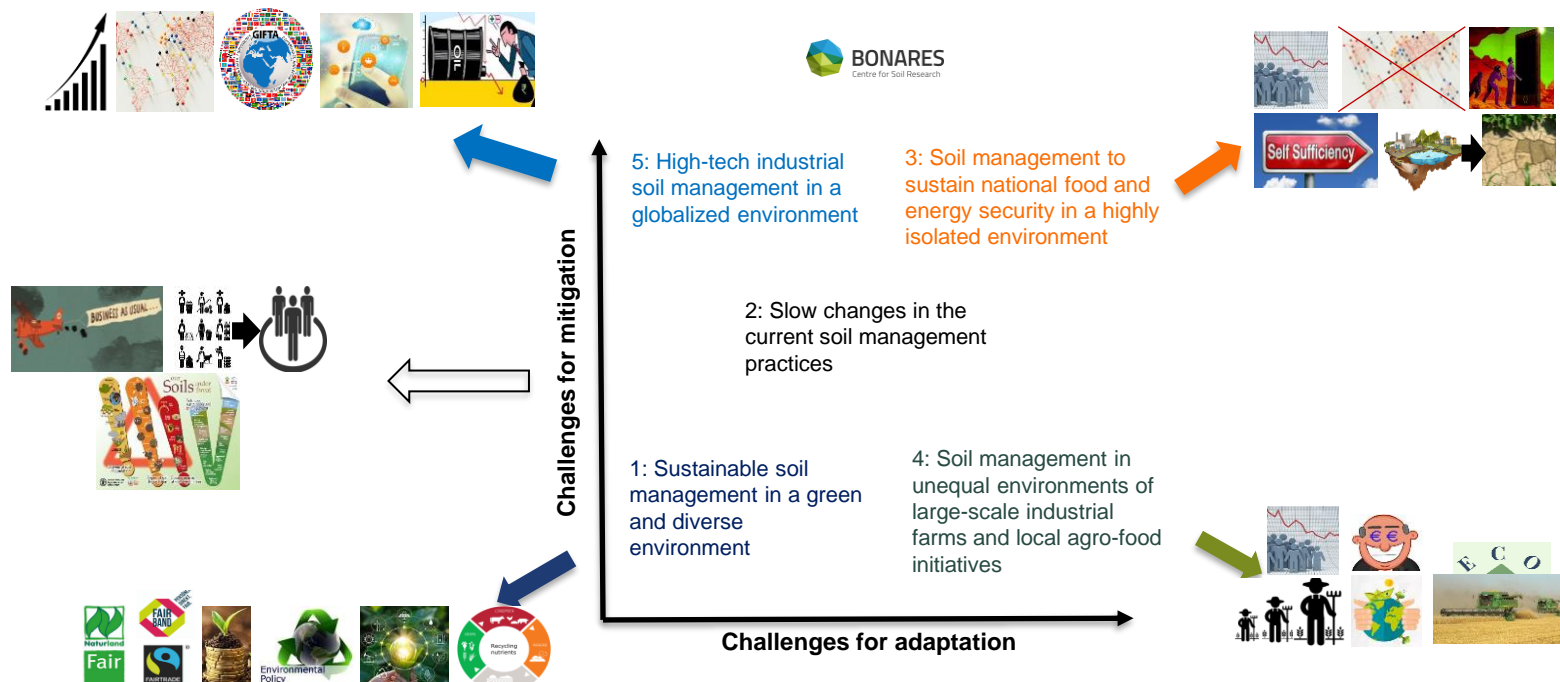 GIFTA
OIL
BONARES
Centre for Soil Research
Self Sufficiency
5: High-tech industrial
soil management in a
globalized environment
3: Soil management to
sustain national food and
energy security in a highly
isolated environment
BUSINESS AS USUAL...
Soils under
threat
2: Slow changes in the
current soil management
practices
Challenges for mitigation
1: Sustainable soil
management in a green
and diverse
environment
4: Soil management in
unequal environments of
large-scale industrial
farms and local agro-food
initiatives
E C O
Naturland
Fair
FAIR
BAND
FAIRTRADE
Environmental
Policy
Recycling
nutrients
Challenges for adaptation